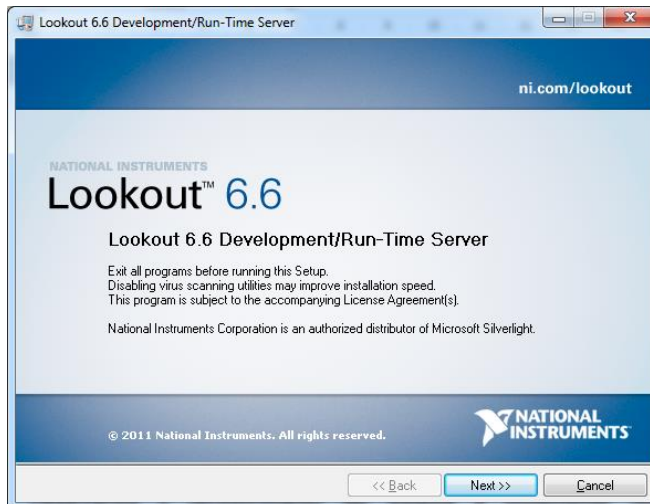 Lookout 6.6 Development/Run-Time Server
ni.com/lookout
NATIONAL INSTRUMENTS
Lookout™ 6.6
Lookout 6.6 Development/Run-Time Server
Exit all programs before running this Setup.
Disabling virus scanning utilities may improve installation speed.
This program is subject to the accompanying License Agreement(s).
National Instruments Corporation is an authorized distributor of Microsoft Silverlight.
© 2011 National Instruments. All rights reserved.
NATIONAL
INSTRUMENTS
<< Back Next >> Cancel